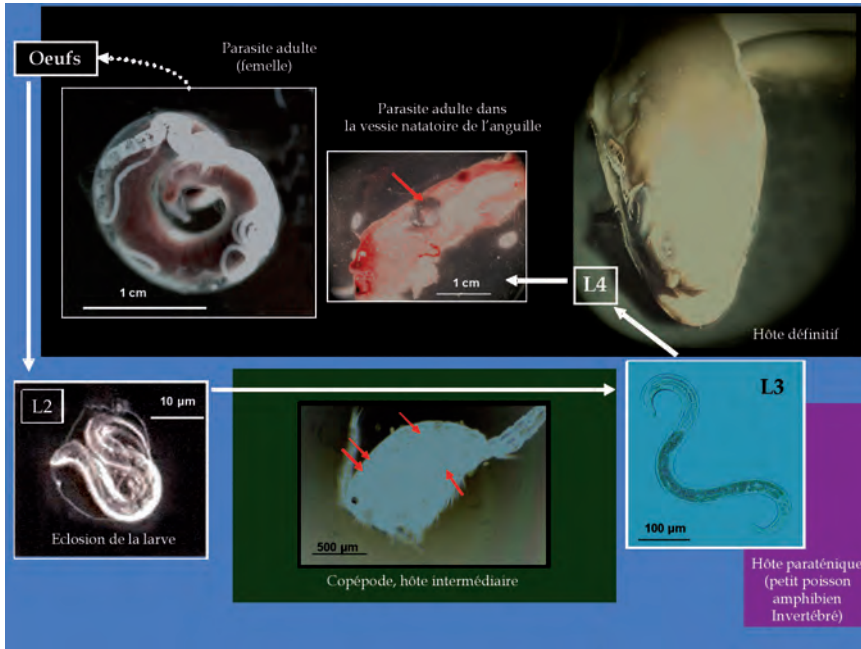 Oeufs
Parasite adulte
(femelle)
1 cm
Parasite adulte dans
la vessie natatoire de l'anguille
1 cm
L4
Hôte définitif
L2
10 µm
Eclosion de la larve
500 µm
Copépode, hôte intermédiaire
L3
100 µm
Hôte paraténique
(petit poisson
amphibien
Invertébré)